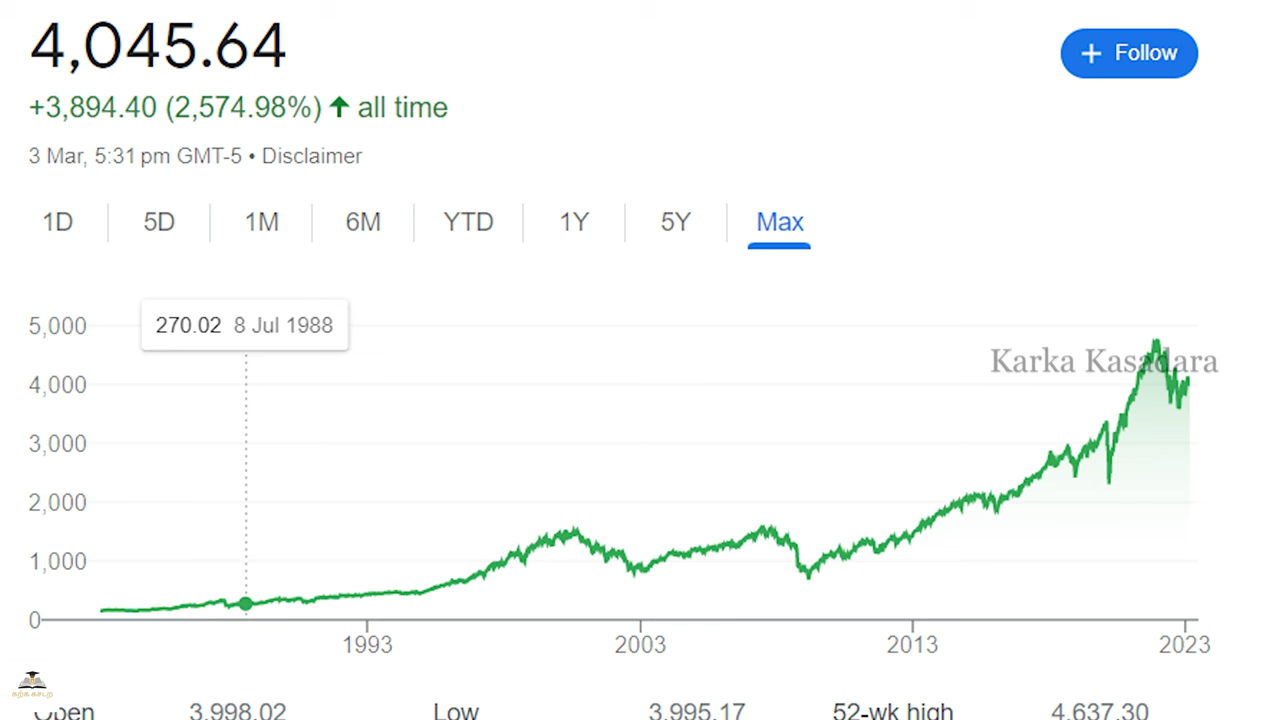 4,045.64
+ Follow
+3,894.40 (2,574.98%) ↑ all time
3 Mar, 5:31 pm GMT-5 • Disclaimer
1D 5D 1M 6M YTD 1Y 5Y Max
270.02 8 Jul 1988
5,000
Karka Kasadara
4,000
3,000
2,000
1,000
0
1993 2003 2013 2023
கற்க கசடற
Open 3,998.02 Low 3,995.17 52-wk high 4,637.30